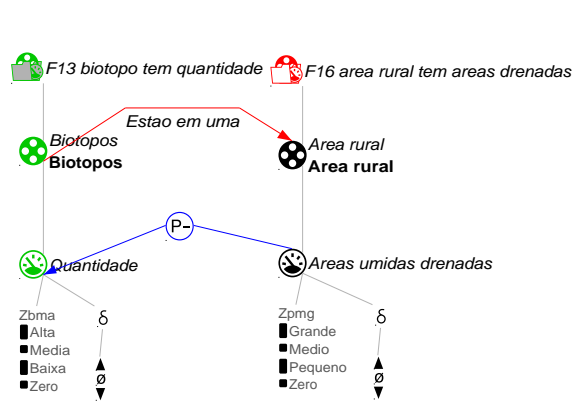 F13 biotopo tem quantidade
F16 area rural tem areas drenadas
Estao em uma
Biotopos
Biotopos
Area rural
Area rural
P-
Quantidade
Areas umidas drenadas
Zbma
Alta
Media
Baixa
Zero
δ
ø
Zpmg
Grande
Medio
Pequeno
Zero
δ
ø